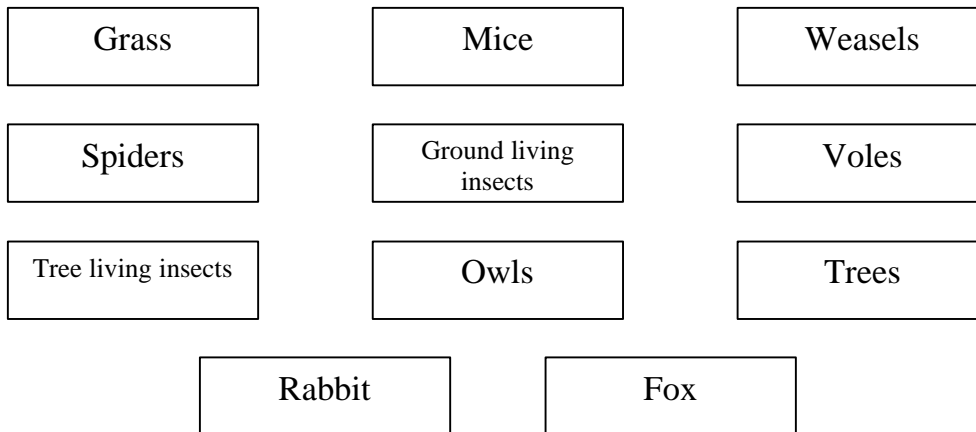 Grass
Mice
Weasels
Spiders
Ground living
insects
Voles
Tree living insects
Owls
Trees
Rabbit
Fox